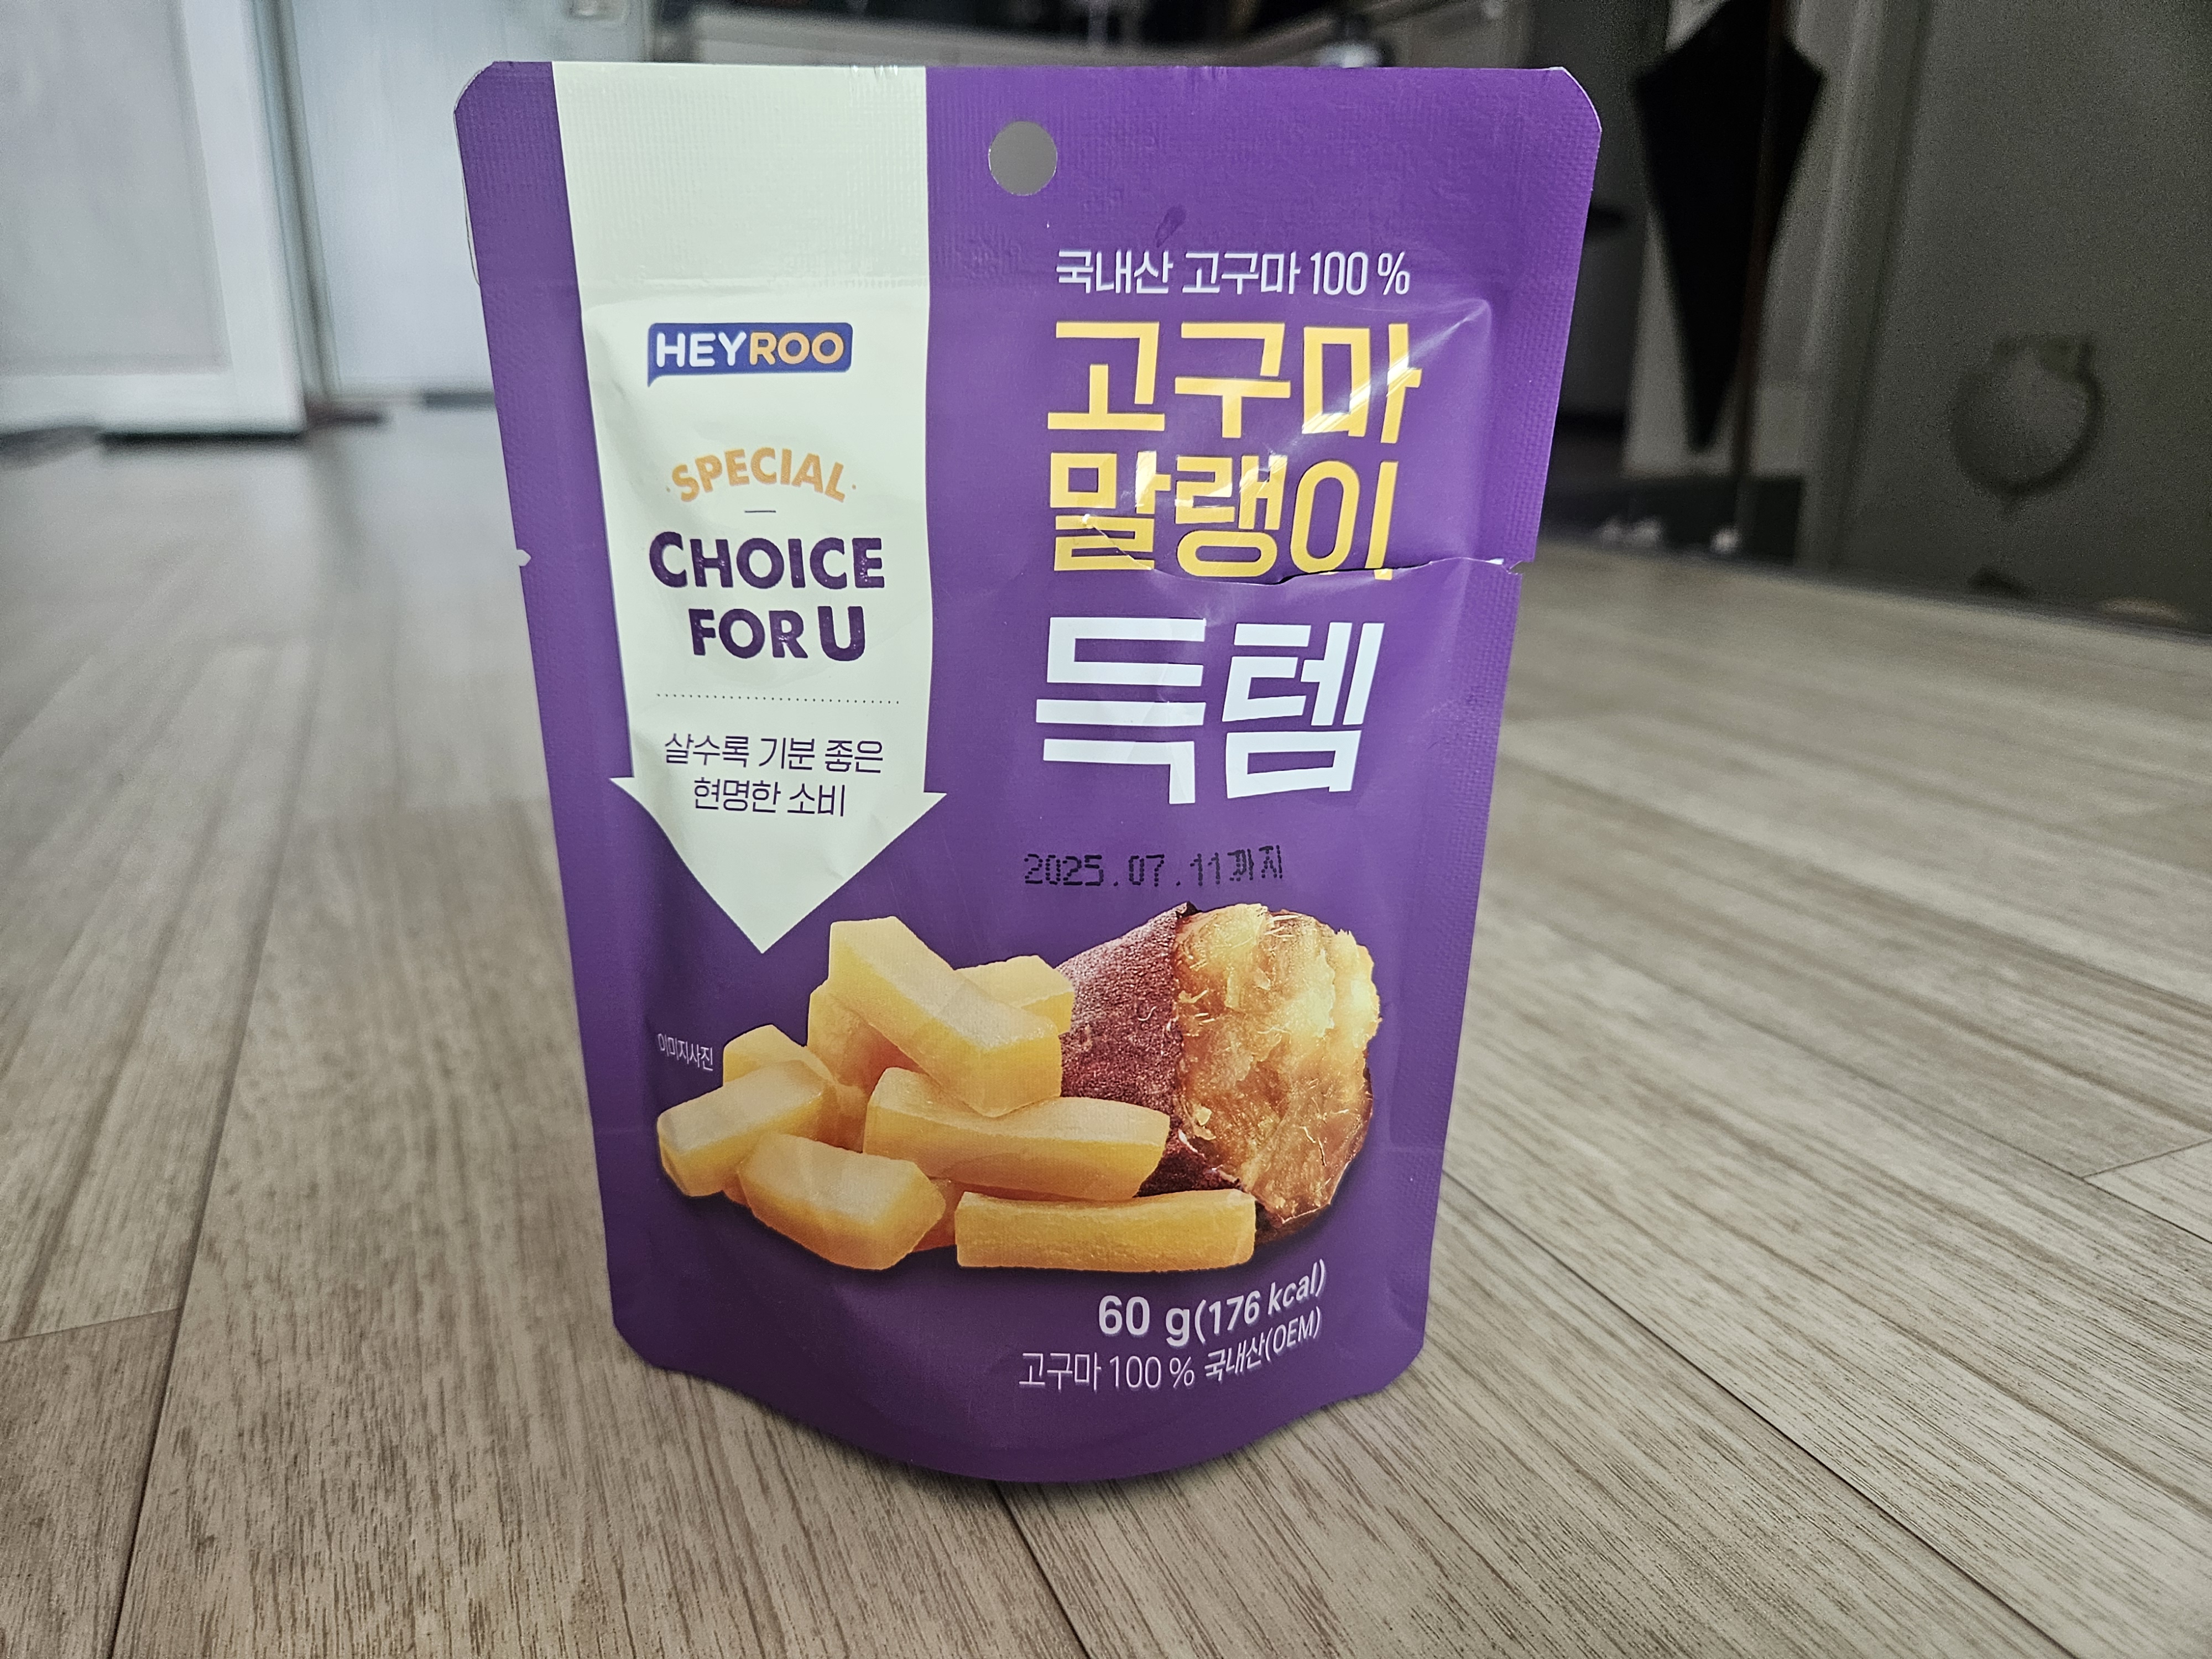 HEYROO
SPECIAL
CHOICE
FOR U
살수록 기분 좋은
현명한 소비
국내산 고구마 100 %
고구마
말랭이
득템
2025.07.11까지
이미지사진
60 g(176 kcal)
고구마 100 % 국내산(OEM)